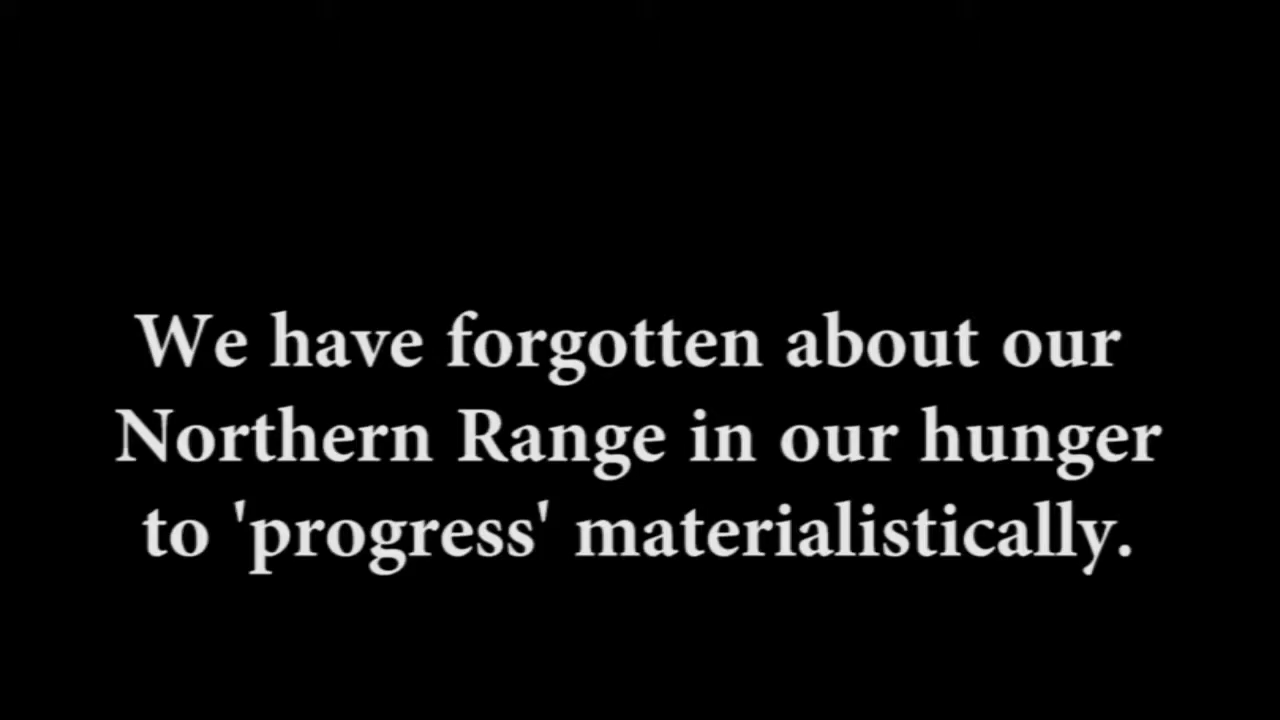 We have forgotten about our
Northern Range in our hunger
to 'progress' materialistically.